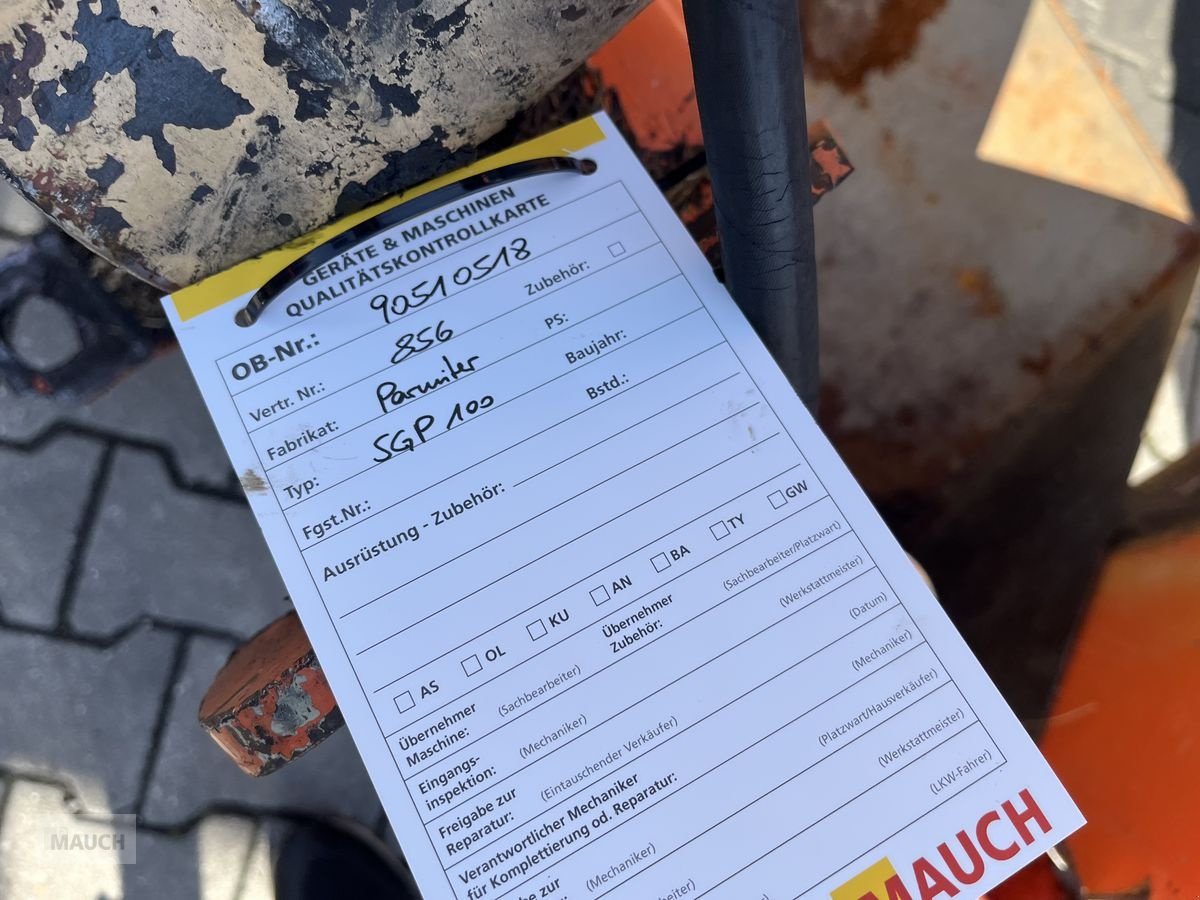 GERÄTE & MASCHINEN
QUALITÄTSKONTROLLKARTE
OB-Nr.: 90510518
Vertr. Nr.: 856 Zubehör:
Fabrikat: Parmiter PS:
Typ: SGP 100 Baujahr:
Fgst.Nr.: Bstd.:
Ausrüstung - Zubehör:
AS OL KU AN BA TY GW
Übernehmer Maschine: (Sachbearbeiter) Übernehmer Zubehör: (Sachbearbeiter/Platzwart)
Eingangs-
inspektion: (Mechaniker) (Werkstattmeister)
Freigabe zur
Reparatur: (Eintauschender Verkäufer) (Datum)
Verantwortlicher Mechaniker
für Komplettierung od. Reparatur: (Mechaniker)
(Mechaniker) (Platzwart/Hausverkäufer)
(Werkstattmeister)
(LKW-Fahrer)
MAUCH
MAUCH